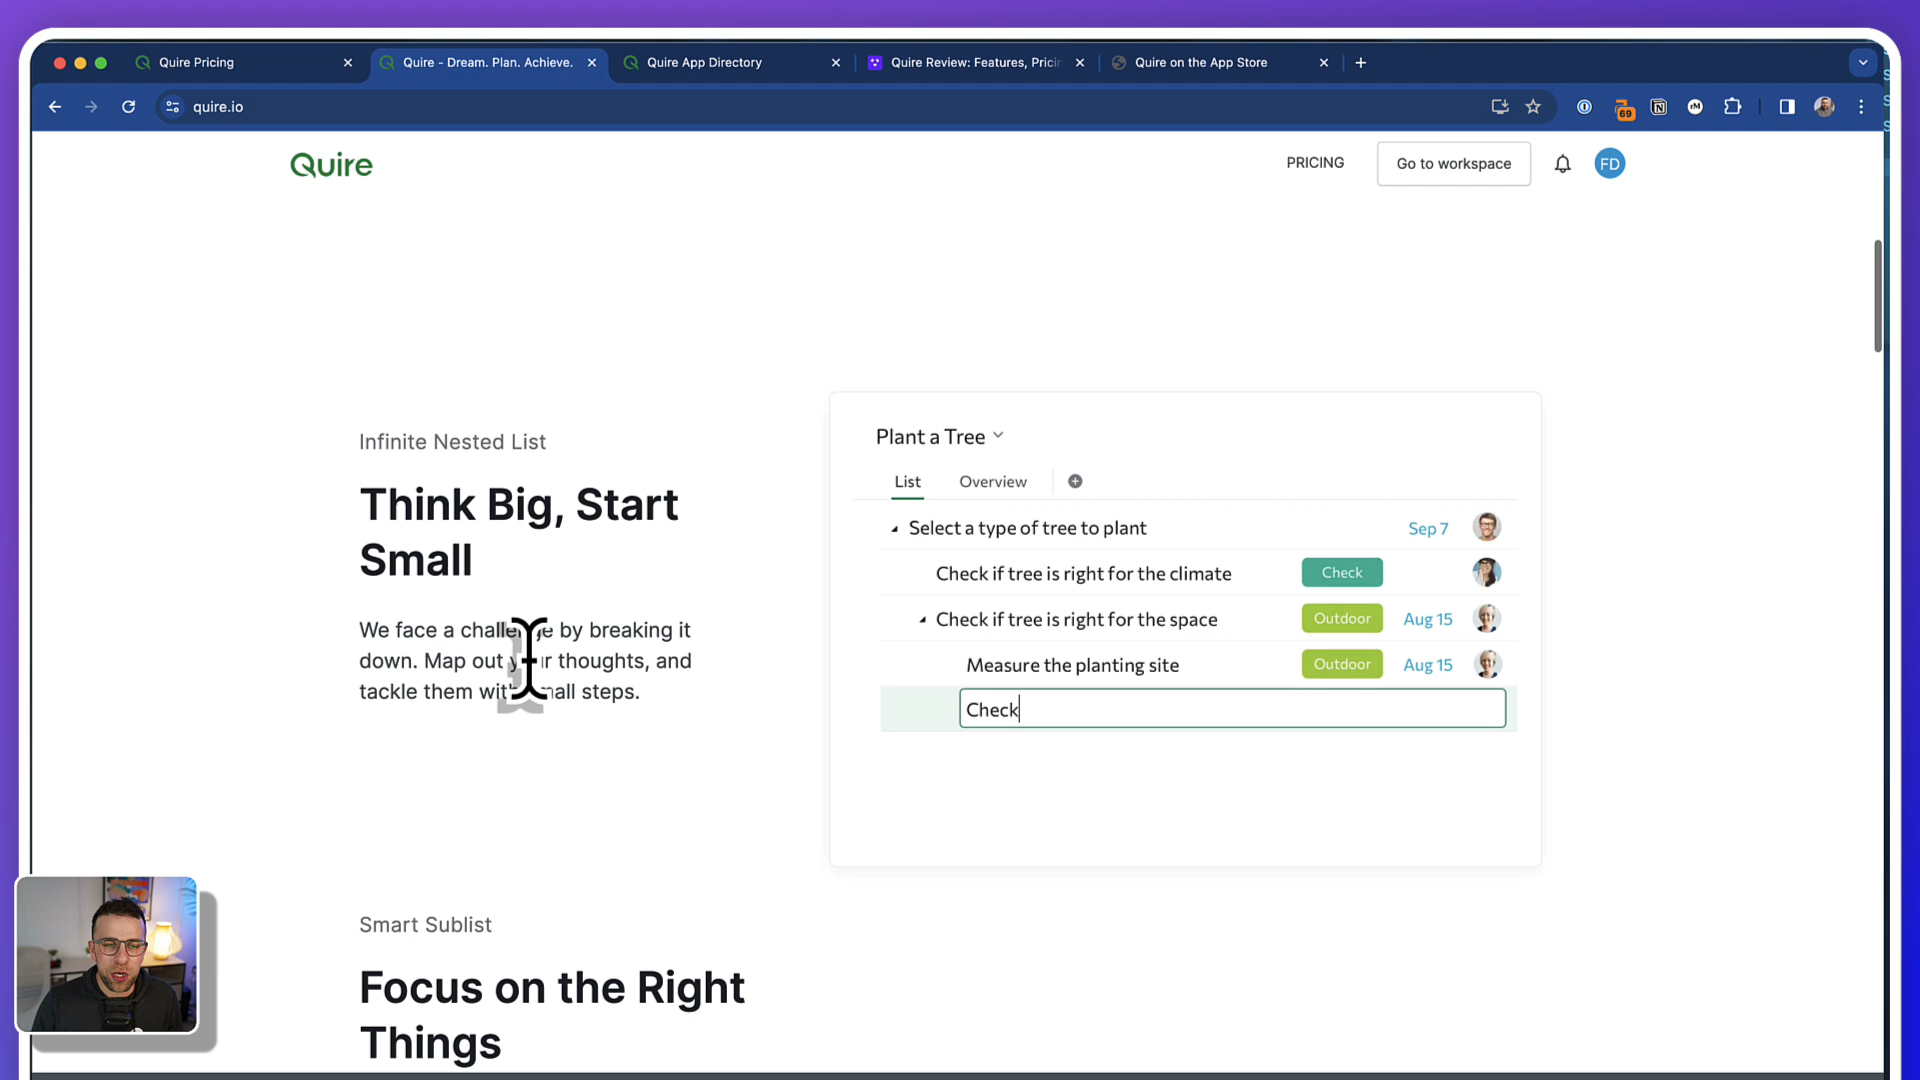 Quire Pricing
Quire - Dream. Plan. Achieve.
Quire App Directory
Quire Review: Features, Prici
Quire on the App Store
quire.io
69
Quire
PRICING
Go to workspace
FD
Infinite Nested List
Think Big, Start
Small
We face a challenge by breaking it
down. Map out your thoughts, and
tackle them with small steps.
Plant a Tree
List
Overview
Select a type of tree to plant
Sep 7
Check if tree is right for the climate
Check
Check if tree is right for the space
Outdoor
Aug 15
Measure the planting site
Outdoor
Aug 15
Check
Smart Sublist
Focus on the Right
Things